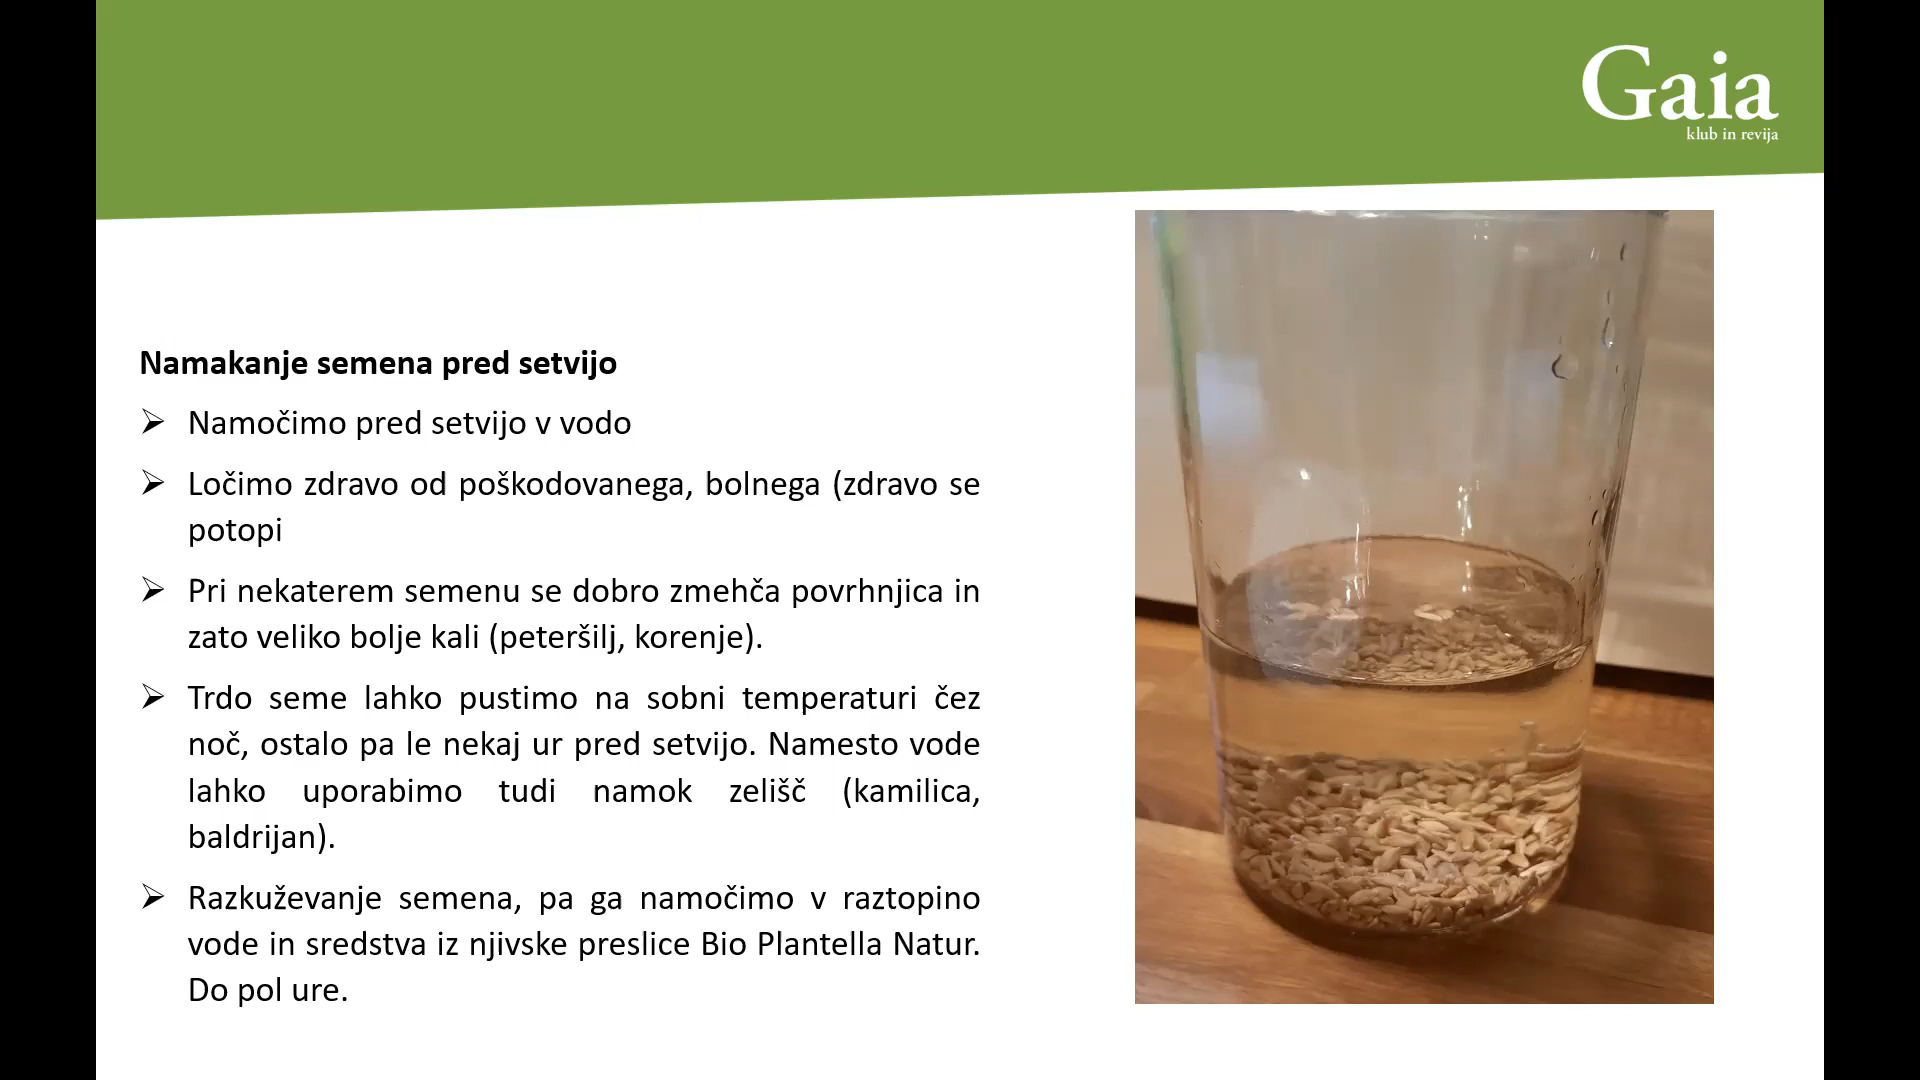 Gaia
klub in revija
Namakanje semena pred setvijo
Namočimo pred setvijo v vodo
Ločimo zdravo od poškodovanega, bolnega (zdravo se
potopi
Pri nekaterem semenu se dobro zmehča povrhnjica in
zato veliko bolje kali (peteršilj, korenje).
Trdo seme lahko pustimo na sobni temperaturi čez
noč, ostalo pa le nekaj ur pred setvijo. Namesto vode
lahko uporabimo tudi namok zelišč (kamilica,
baldrijan).
Razkuževanje semena, pa ga namočimo v raztopino
vode in sredstva iz njivske preslice Bio Plantella Natur.
Do pol ure.